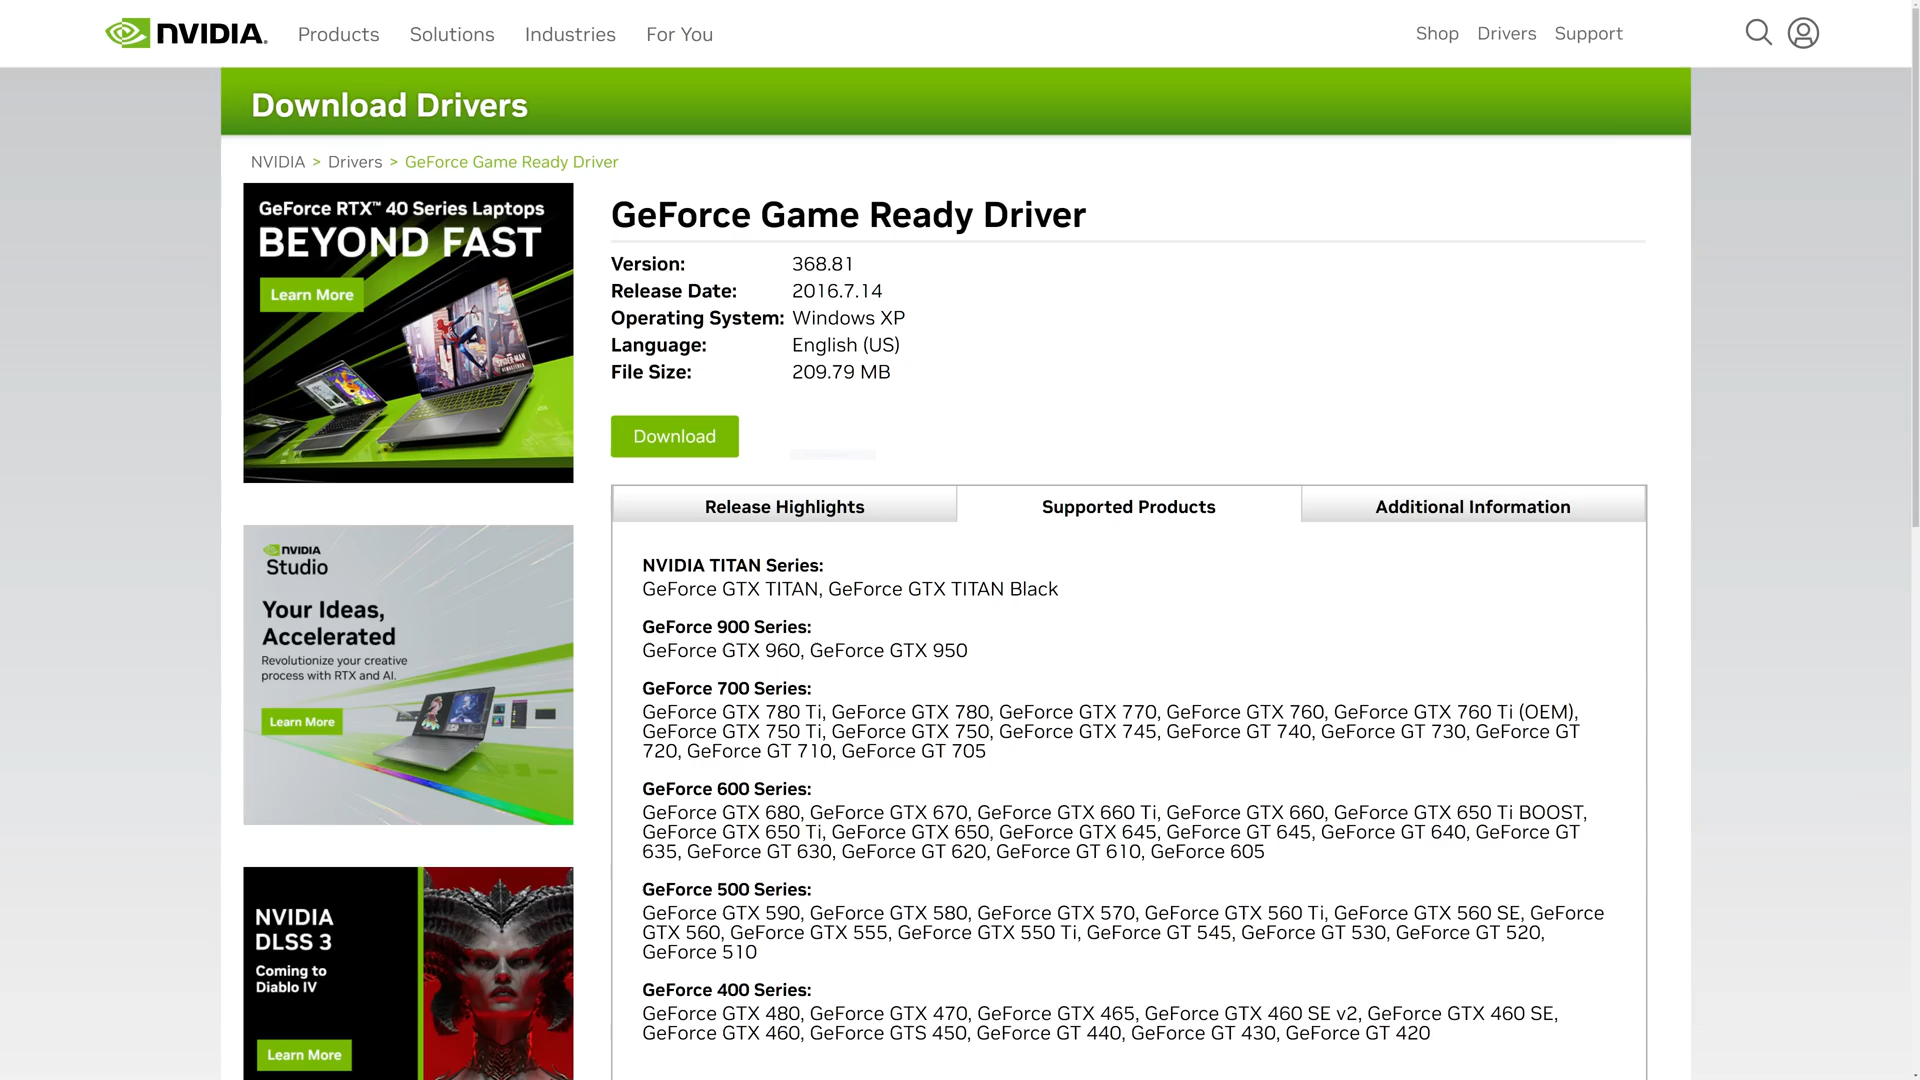 NVIDIA.
Products
Solutions
Industries
For You
Shop
Drivers
Support
Download Drivers
NVIDIA > Drivers > GeForce Game Ready Driver
GeForce RTX™ 40 Series Laptops
BEYOND FAST
Learn More
NVIDIA
Studio
Your Ideas,
Accelerated
Revolutionize your creative
process with RTX and AI.
Learn More
NVIDIA
DLSS 3
Coming to
Diablo IV
Learn More
GeForce Game Ready Driver
Version: 368.81
Release Date: 2016.7.14
Operating System: Windows XP
Language: English (US)
File Size: 209.79 MB
Download
Release Highlights
Supported Products
Additional Information
NVIDIA TITAN Series:
GeForce GTX TITAN, GeForce GTX TITAN Black
GeForce 900 Series:
GeForce GTX 960, GeForce GTX 950
GeForce 700 Series:
GeForce GTX 780 Ti, GeForce GTX 780, GeForce GTX 770, GeForce GTX 760, GeForce GTX 760 Ti (OEM),
GeForce GTX 750 Ti, GeForce GTX 750, GeForce GTX 745, GeForce GT 740, GeForce GT 730, GeForce GT
720, GeForce GT 710, GeForce GT 705
GeForce 600 Series:
GeForce GTX 680, GeForce GTX 670, GeForce GTX 660 Ti, GeForce GTX 660, GeForce GTX 650 Ti BOOST,
GeForce GTX 650 Ti, GeForce GTX 650, GeForce GTX 645, GeForce GT 645, GeForce GT 640, GeForce GT
635, GeForce GT 630, GeForce GT 620, GeForce GT 610, GeForce 605
GeForce 500 Series:
GeForce GTX 590, GeForce GTX 580, GeForce GTX 570, GeForce GTX 560 Ti, GeForce GTX 560 SE, GeForce
GTX 560, GeForce GTX 555, GeForce GTX 550 Ti, GeForce GT 545, GeForce GT 530, GeForce GT 520,
GeForce 510
GeForce 400 Series:
GeForce GTX 480, GeForce GTX 470, GeForce GTX 465, GeForce GTX 460 SE v2, GeForce GTX 460 SE,
GeForce GTX 460, GeForce GTS 450, GeForce GT 440, GeForce GT 430, GeForce GT 420